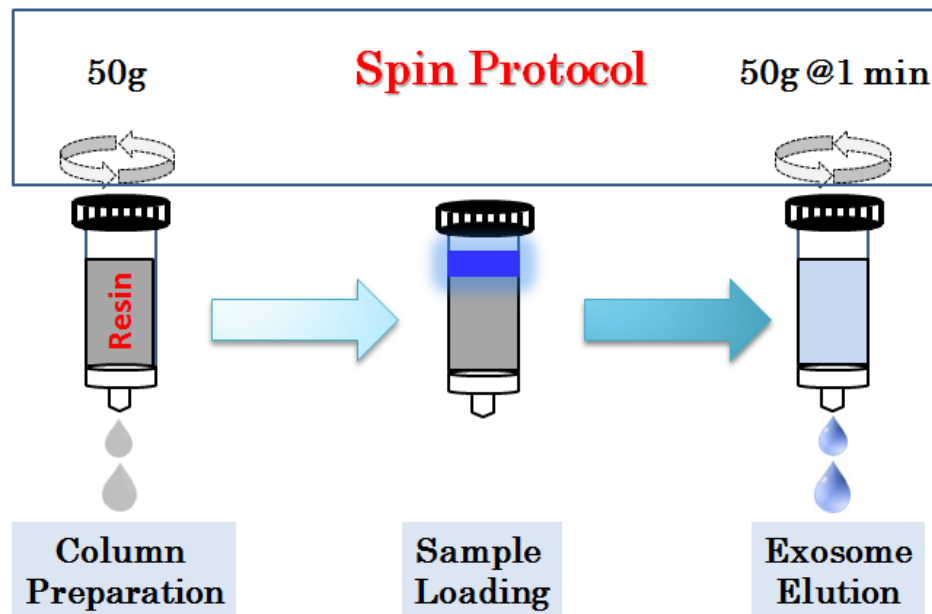 50g
Spin Protocol
50g @1 min
Resin
Column
Preparation
Sample
Loading
Exosome
Elution